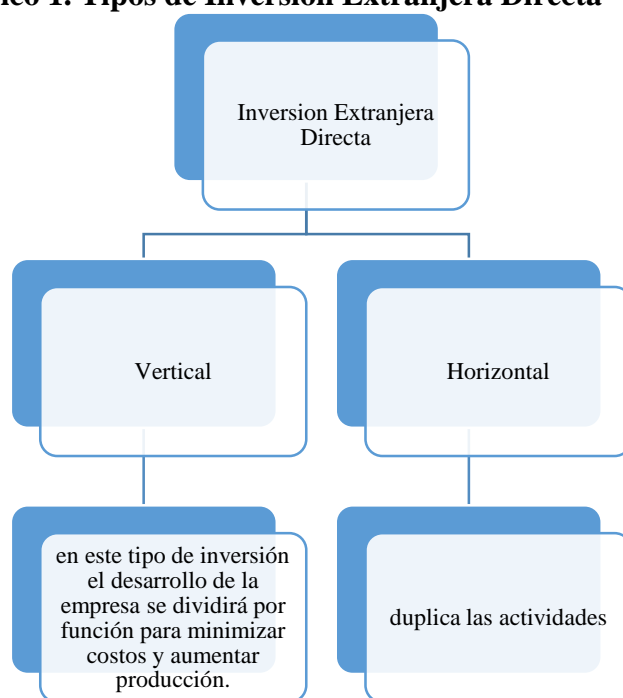 1. Tipos de Inversión Extranjera Directa
Inversion Extranjera
Directa
Vertical
Horizontal
en este tipo de inversión
el desarrollo de la
empresa se dividirá por
función para minimizar
costos y aumentar
producción.
duplica las actividades